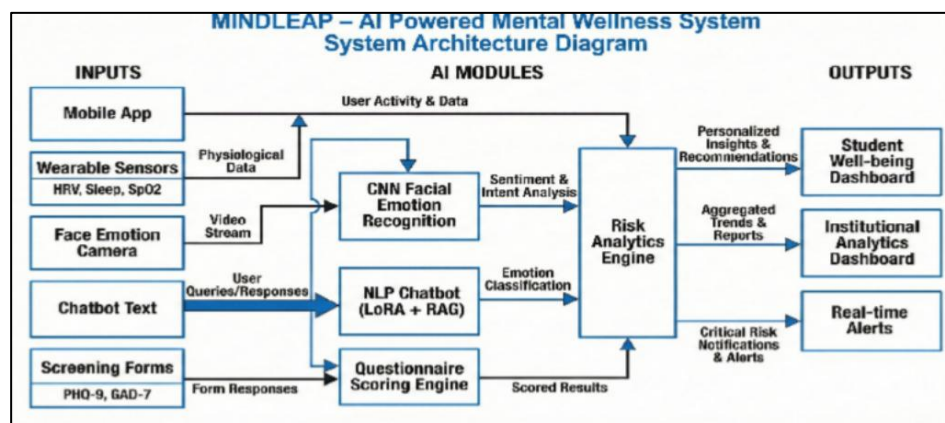 MINDLEAP – AI Powered Mental Wellness System
System Architecture Diagram
INPUTS
AI MODULES
OUTPUTS
Mobile App
User Activity & Data
Wearable Sensors
HRV, Sleep, SpO2
Physiological
Data
Face Emotion
Camera
Video
Stream
Chatbot Text
User
Queries/Responses
Screening Forms
PHQ-9, GAD-7
Form Responses
CNN Facial
Emotion
Recognition
Sentiment &
Intent Analysis
NLP Chatbot
(LoRA + RAG)
Emotion
Classification
Questionnaire
Scoring Engine
Scored Results
Risk
Analytics
Engine
Personalized
Insights &
Recommendations
Student
Well-being
Dashboard
Aggregated
Trends &
Reports
Institutional
Analytics
Dashboard
Critical Risk
Notifications
& Alerts
Real-time
Alerts